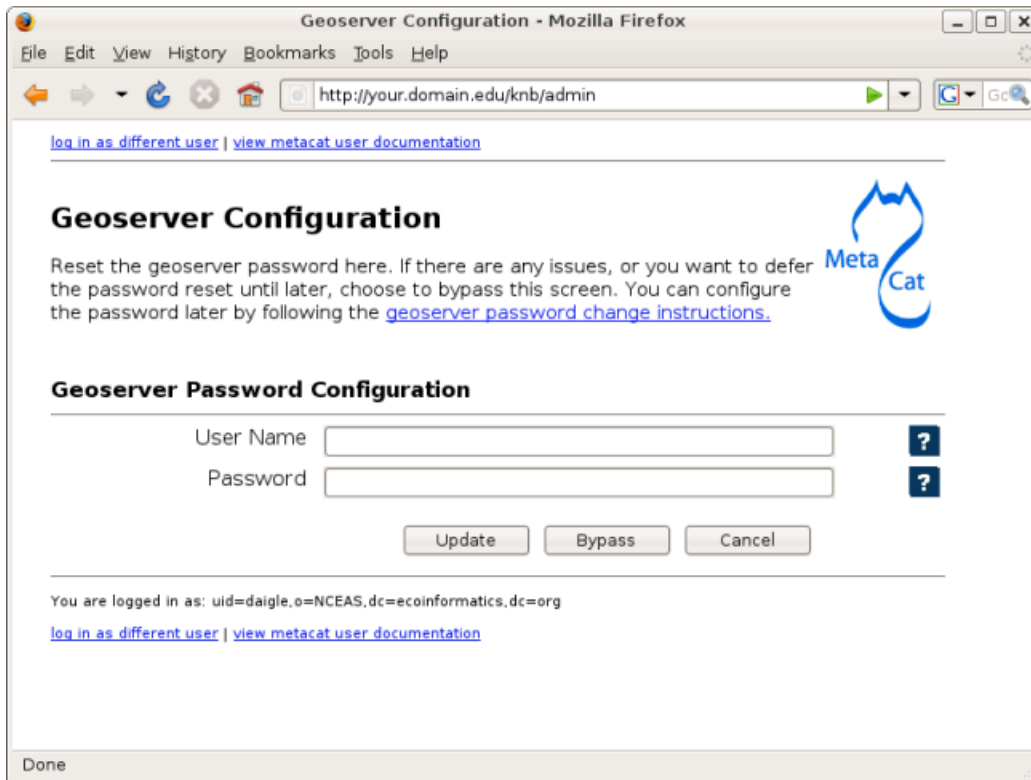 Geoserver Configuration - Mozilla Firefox
File Edit View History Bookmarks Tools Help
http://your.domain.edu/knb/admin
G Go
log in as different user | view metacat user documentation
Geoserver Configuration
Reset the geoserver password here. If there are any issues, or you want to defer
the password reset until later, choose to bypass this screen. You can configure
the password later by following the geoserver password change instructions.
Meta
Cat
Geoserver Password Configuration
User Name ?
Password ?
Update Bypass Cancel
You are logged in as: uid=daigle,o=NCEAS,dc=ecoinformatics,dc=org
log in as different user | view metacat user documentation
Done